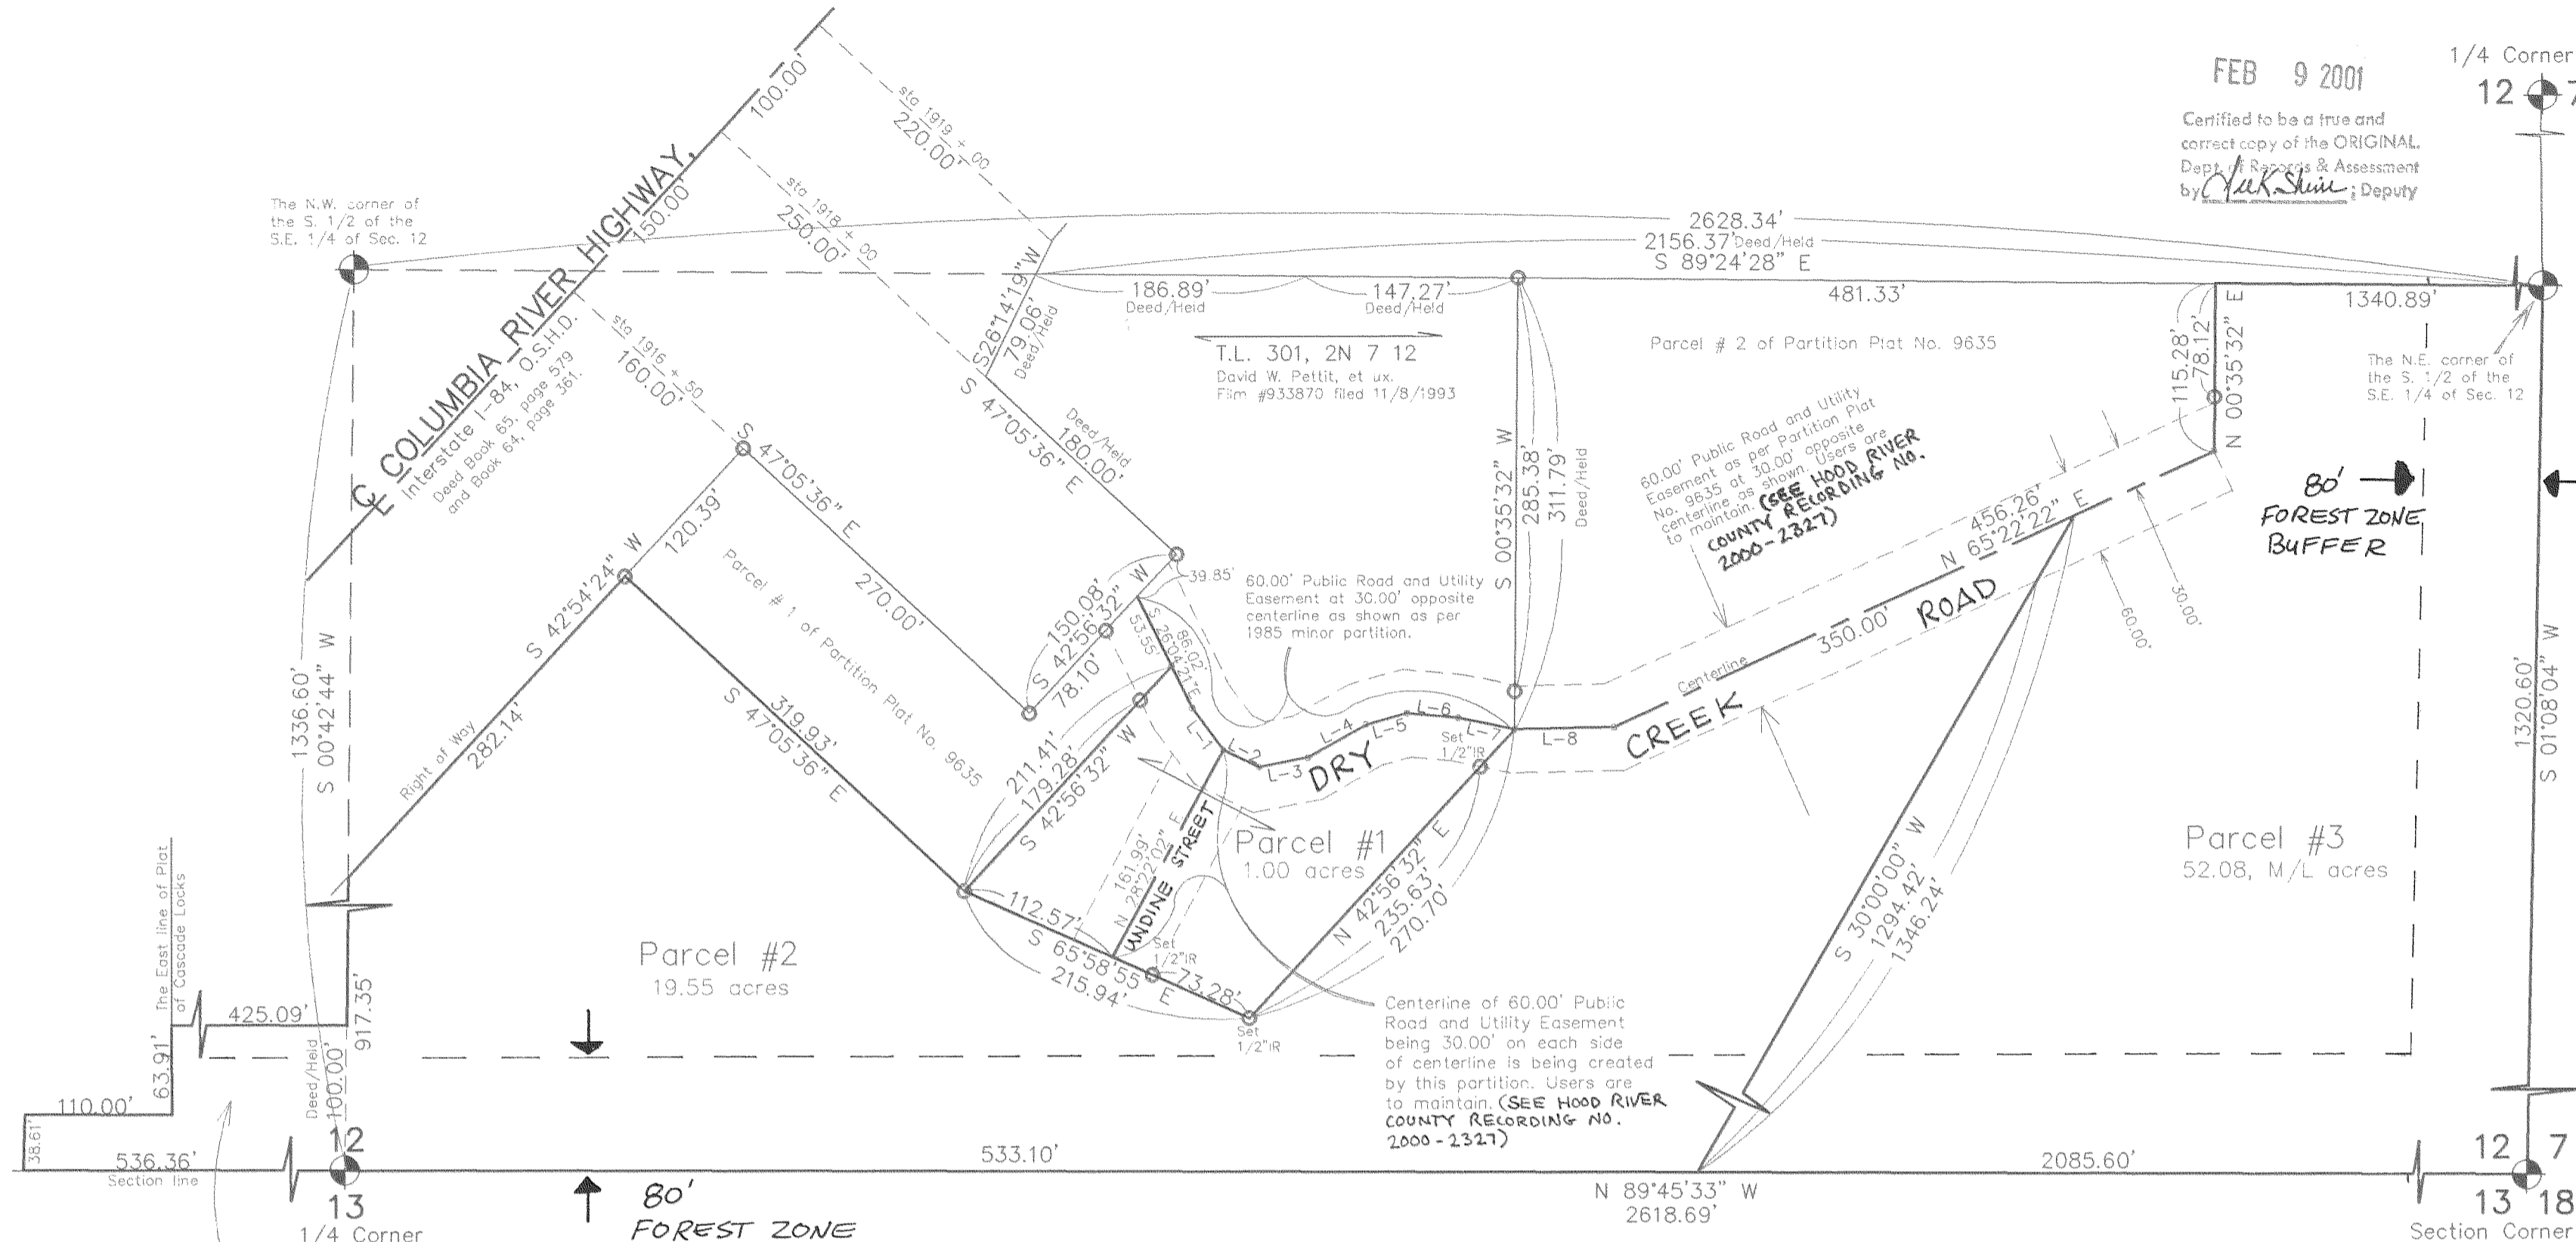 FEB 9 2001
Certified to be a true and
correct copy of the ORIGINAL.
Dept. of Records & Assessment
by ; Deputy
1/4 Corner
12 7
The N.W. corner of
the S. 1/2 of the
S.E. 1/4 of Sec. 12
℄ COLUMBIA RIVER HIGHWAY,
Interstate I-84, O.S.H.D.
Deed Book 65, page 579
and Book 64, page 361.
100.00'
150.00'
sta 1919 + 00
220.00'
sta 1918 + 00
250.00'
sta 1916 + 50
160.00'
2628.34'
2156.37' Deed/Held
S 89°24'28" E
186.89'
Deed/Held
147.27'
Deed/Held
481.33'
1340.89'
S26°14'19"W
79.06'
Deed/Held
T.L. 301, 2N 7 12
David W. Pettit, et ux.
Film #933870 filed 11/8/1993
Parcel # 2 of Partition Plat No. 9635
115.28'
78.12'
N 00°35'32" E
The N.E. corner of
the S. 1/2 of the
S.E. 1/4 of Sec. 12
Deed/Held
180.00'
S 47°05'36" E
S 00°35'32" W
285.38'
311.79'
Deed/Held
60.00' Public Road and Utility
Easement as per Partition Plat
No. 9635 at 30.00' opposite
centerline as shown. Users are
to maintain. (SEE HOOD RIVER
COUNTY RECORDING NO.
2000-2327)
456.26'
N 65°22'22" E
80'
FOREST ZONE
BUFFER
S 47°05'36" E
270.00'
120.39'
S 42°54'24" W
Right of Way
282.14'
Parcel # 1 of Partition Plat No. 9635
319.93'
S 47°05'36" E
150.08'
S 42°56'32" W
78.10'
39.85'
S 26°04'21"E
86.02'
53.55'
60.00' Public Road and Utility
Easement at 30.00' opposite
centerline as shown as per
1985 minor partition.
L-1
L-2
L-3
L-4
L-5
L-6
L-7
L-8
Set
1/2"IR
DRY CREEK ROAD
Centerline
350.00'
30.00'
60.00'
1336.60'
S 00°42'44" W
1320.60'
S 01°08'04" W
211.41'
179.28'
S 42°56'32" W
161.99'
N 28°22'02" E
UNDINE STREET
Parcel #1
1.00 acres
N 42°56'32" E
235.63'
270.70'
S 30°00'00" W
1294.42'
1346.24'
Parcel #3
52.08, M/L acres
Parcel #2
19.55 acres
112.57'
S 65°58'55" E
215.94'
Set
1/2"IR
73.28'
Set
1/2"IR
Centerline of 60.00' Public
Road and Utility Easement
being 30.00' on each side
of centerline is being created
by this partition. Users are
to maintain. (SEE HOOD RIVER
COUNTY RECORDING NO.
2000-2327)
The East line of Plat
of Cascade Locks
425.09'
63.91'
917.35'
Deed/Held
100.00'
110.00'
38.61'
536.36'
Section line
12
13
1/4 Corner
533.10'
80'
FOREST ZONE
N 89°45'33" W
2618.69'
2085.60'
12 7
13 18
Section Corner